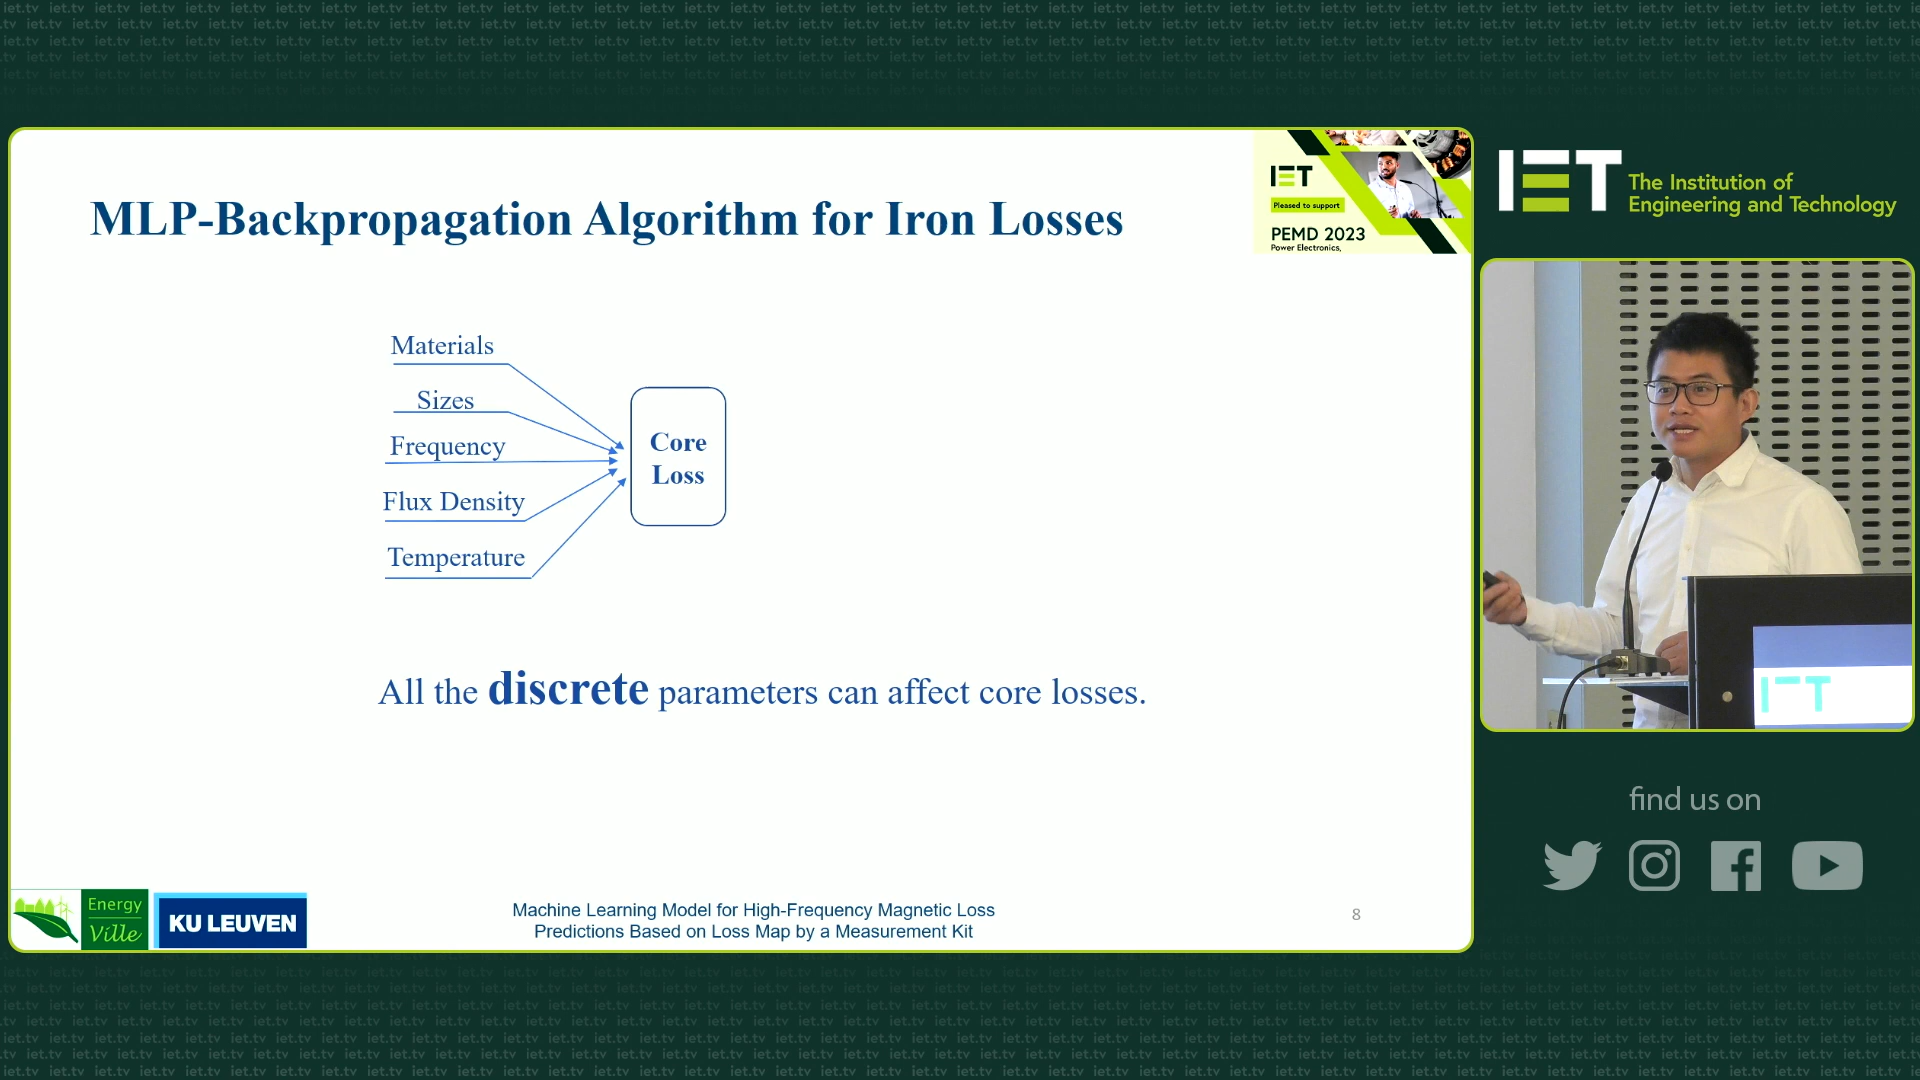 MLP-Backpropagation Algorithm for Iron Losses
IET
Pleased to support
PEMD 2023
Power Electronics,
Materials
Sizes
Frequency
Flux Density
Temperature
Core
Loss
All the discrete parameters can affect core losses.
Energy
Ville
KU LEUVEN
Machine Learning Model for High-Frequency Magnetic Loss
Predictions Based on Loss Map by a Measurement Kit
8
IET
The Institution of
Engineering and Technology
IET
find us on
iet.tv